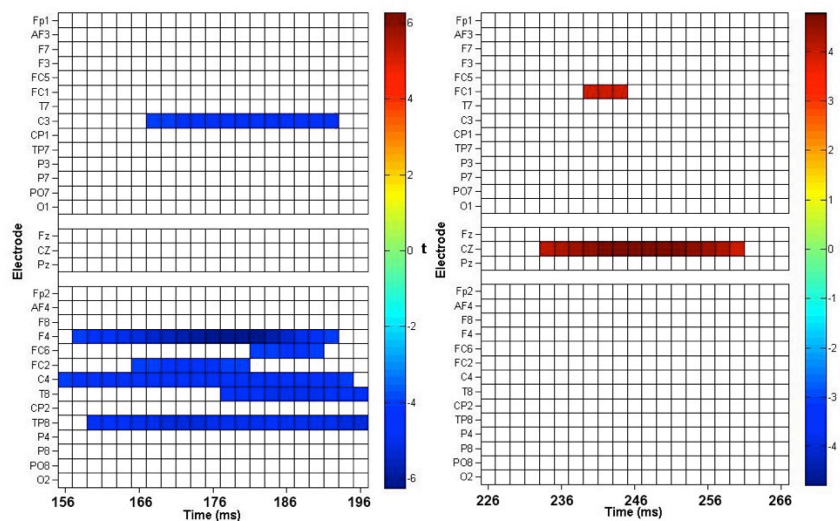 Fp1
AF3
F7
F3
FC5
FC1
T7
C3
CP1
TP7
P3
P7
PO7
O1
Fz
CZ
Pz
Fp2
AF4
F8
F4
FC6
FC2
C4
T8
CP2
TP8
P4
P8
PO8
O2
Electrode
156 166 176 186 196
Time (ms)
6
4
2
0
-2
-4
-6
t
Fp1
AF3
F7
F3
FC5
FC1
T7
C3
CP1
TP7
P3
P7
PO7
O1
Fz
CZ
Pz
Fp2
AF4
F8
F4
FC6
FC2
C4
T8
CP2
TP8
P4
P8
PO8
O2
Electrode
226 236 246 256 266
Time (ms)
4
3
2
1
0
-1
-2
-3
-4